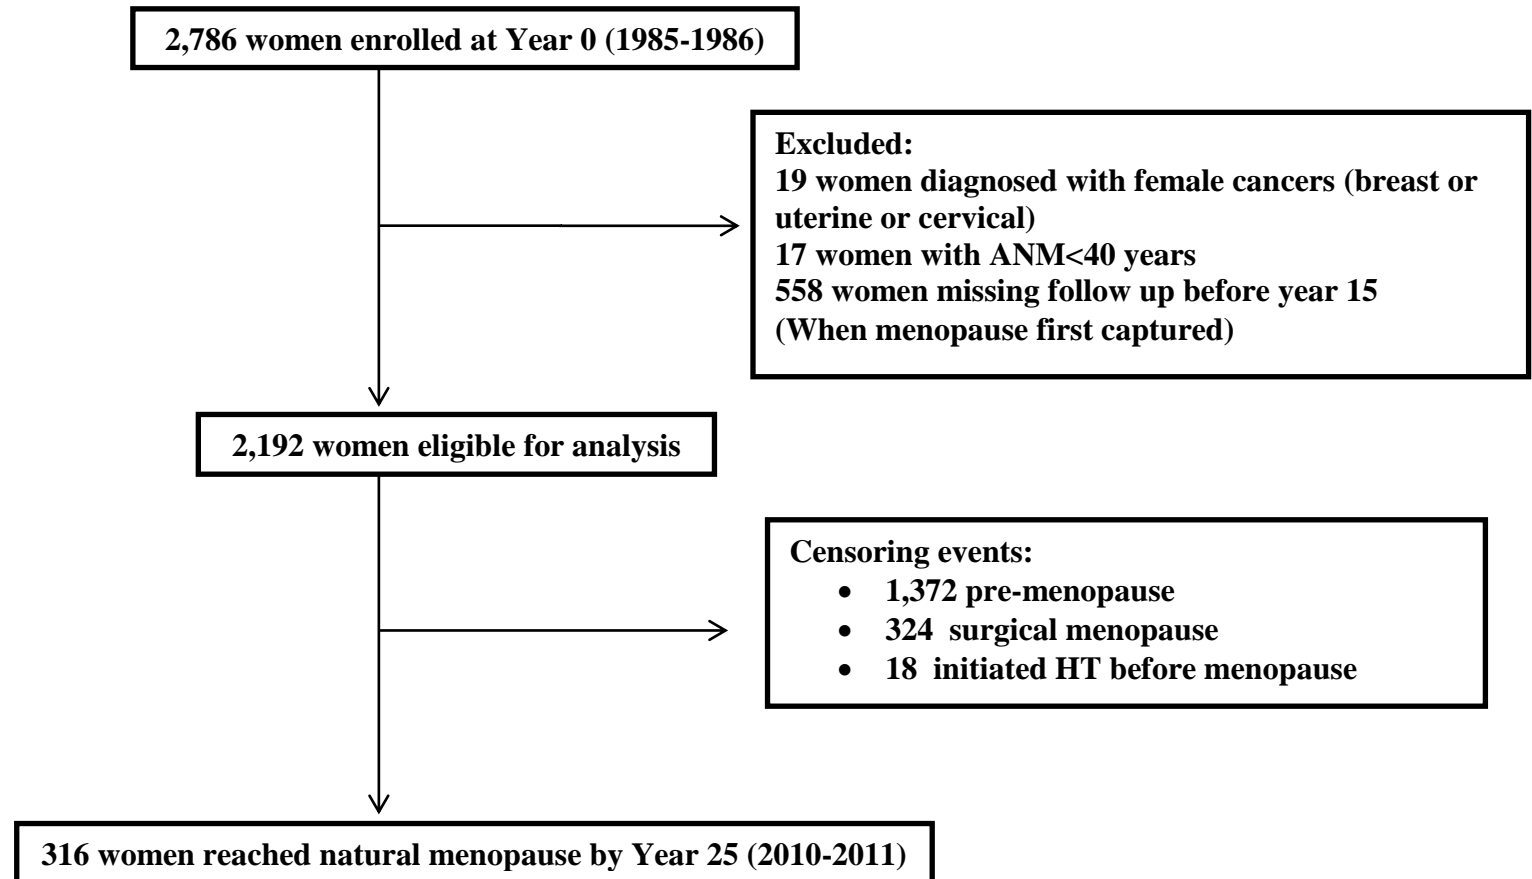 2,786 women enrolled at Year 0 (1985-1986)
Excluded:
19 women diagnosed with female cancers (breast or
uterine or cervical)
17 women with ANM<40 years
558 women missing follow up before year 15
(When menopause first captured)
2,192 women eligible for analysis
Censoring events:
• 1,372 pre-menopause
• 324 surgical menopause
• 18 initiated HT before menopause
316 women reached natural menopause by Year 25 (2010-2011)